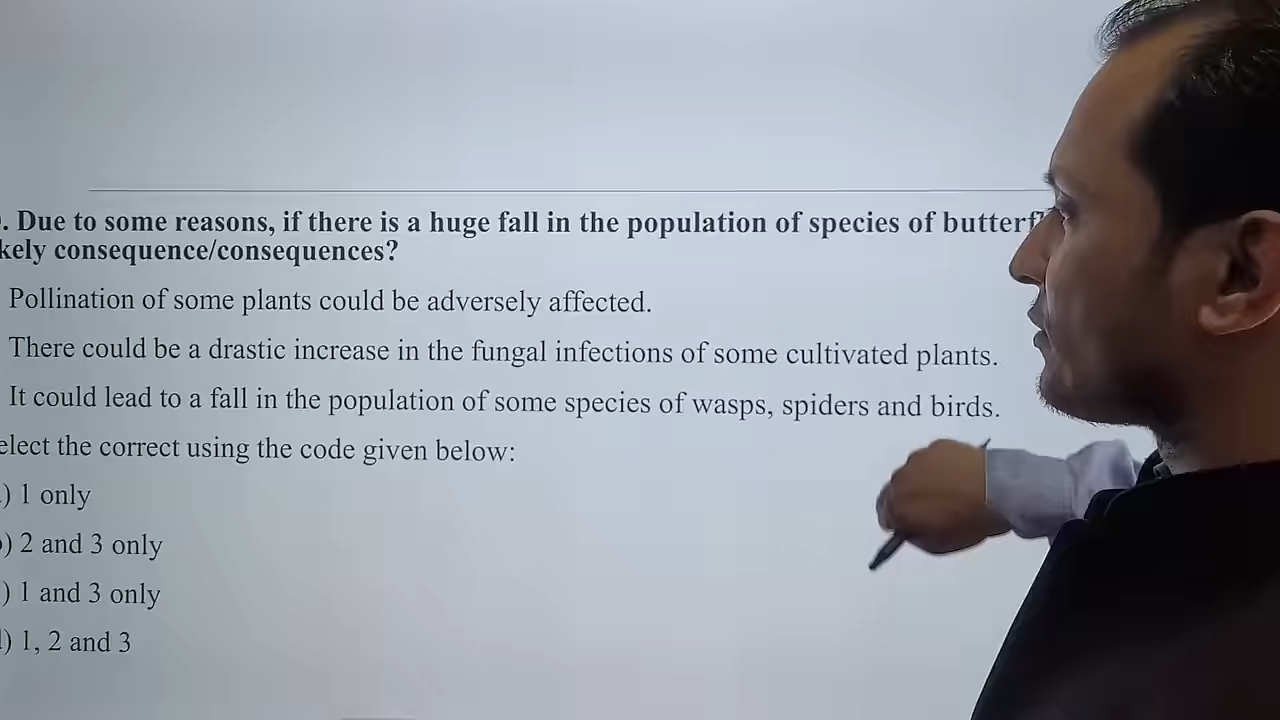 . Due to some reasons, if there is a huge fall in the population of species of butterf
kely consequence/consequences?
Pollination of some plants could be adversely affected.
There could be a drastic increase in the fungal infections of some cultivated plants.
It could lead to a fall in the population of some species of wasps, spiders and birds.
elect the correct using the code given below:
) 1 only
) 2 and 3 only
) 1 and 3 only
) 1, 2 and 3